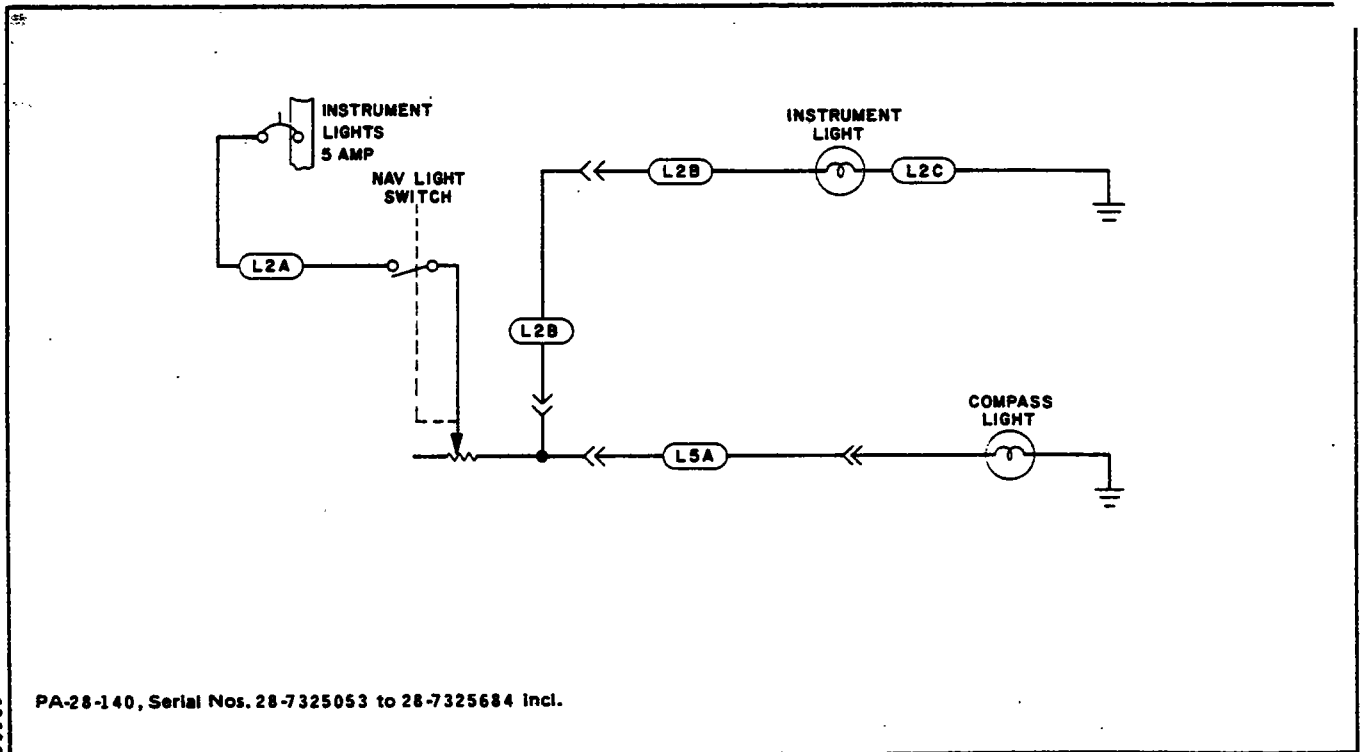 INSTRUMENT
LIGHTS
5 AMP
NAV LIGHT
SWITCH
L2A
INSTRUMENT
LIGHT
L2B
L2C
L2B
COMPASS
LIGHT
L5A
PA-28-140, Serial Nos. 28-7325053 to 28-7325684 incl.